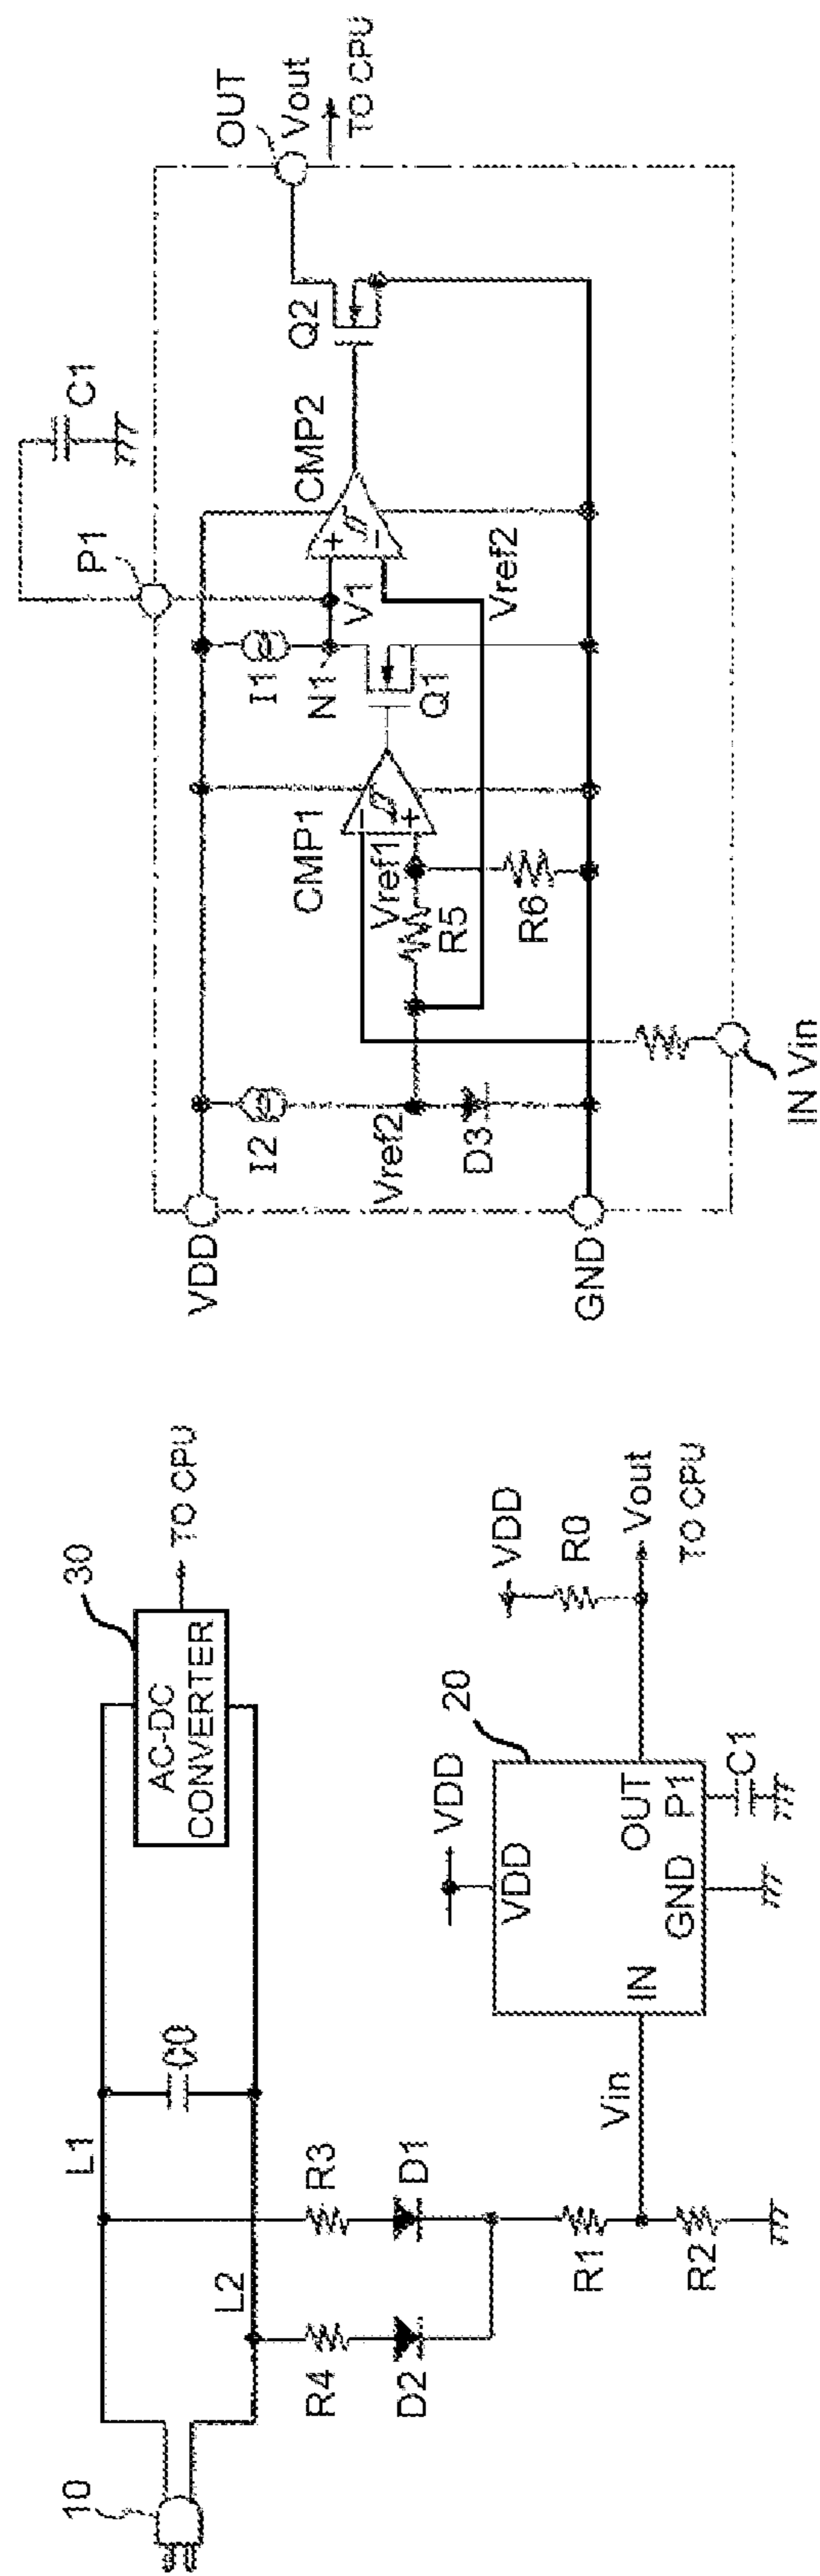 10
L1
L2
C0
30
AC-DC
CONVERTER
TO CPU
R4
R3
D2
D1
R1
R2
Vin
20
VDD
VDD
IN
OUT
GND
P1
C1
VDD
R0
Vout
TO CPU
VDD
GND
I2
Vref2
D3
IN Vin
R5
Vref1
R6
CMP1
I1
N1
Q1
V1
P1
C1
Vref2
CMP2
Q2
OUT
Vout
TO CPU